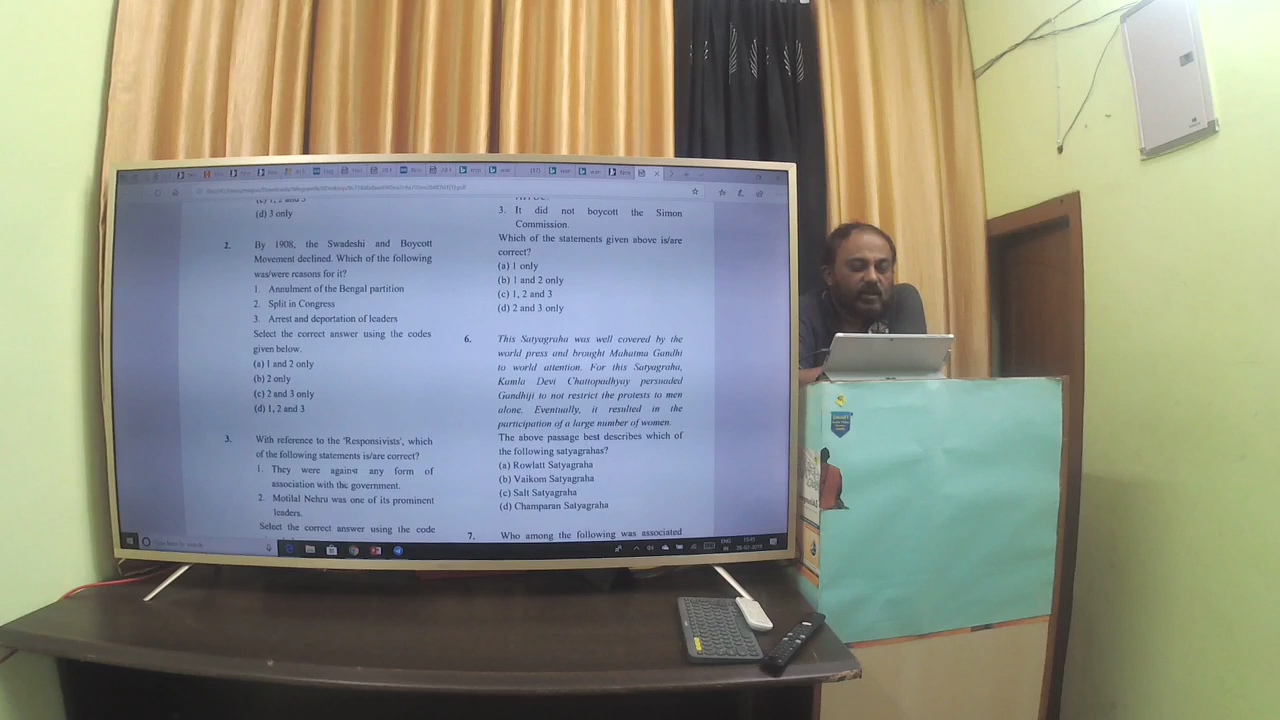 (d) 3 only
2. By 1908, the Swadeshi and Boycott
Movement declined. Which of the following
was/were reasons for it?
1. Annulment of the Bengal partition
2. Split in Congress
3. Arrest and deportation of leaders
Select the correct answer using the codes
given below.
(a) 1 and 2 only
(b) 2 only
(c) 2 and 3 only
(d) 1, 2 and 3
3. With reference to the 'Responsivists', which
of the following statements is/are correct?
1. They were against any form of
association with the government.
2. Motilal Nehru was one of its prominent
leaders.
Select the correct answer using the code
3. It did not boycott the Simon
Commission.
Which of the statements given above is/are
correct?
(a) 1 only
(b) 1 and 2 only
(c) 1, 2 and 3
(d) 2 and 3 only
6. This Satyagraha was well covered by the
world press and brought Mahatma Gandhi
to world attention. For this Satyagraha,
Kamla Devi Chattopadhyay persuaded
Gandhiji to not restrict the protests to men
alone. Eventually, it resulted in the
participation of a large number of women.
The above passage best describes which of
the following satyagrahas?
(a) Rowlatt Satyagraha
(b) Vaikom Satyagraha
(c) Salt Satyagraha
(d) Champaran Satyagraha
7. Who among the following was associated
ENG
IN
15:45